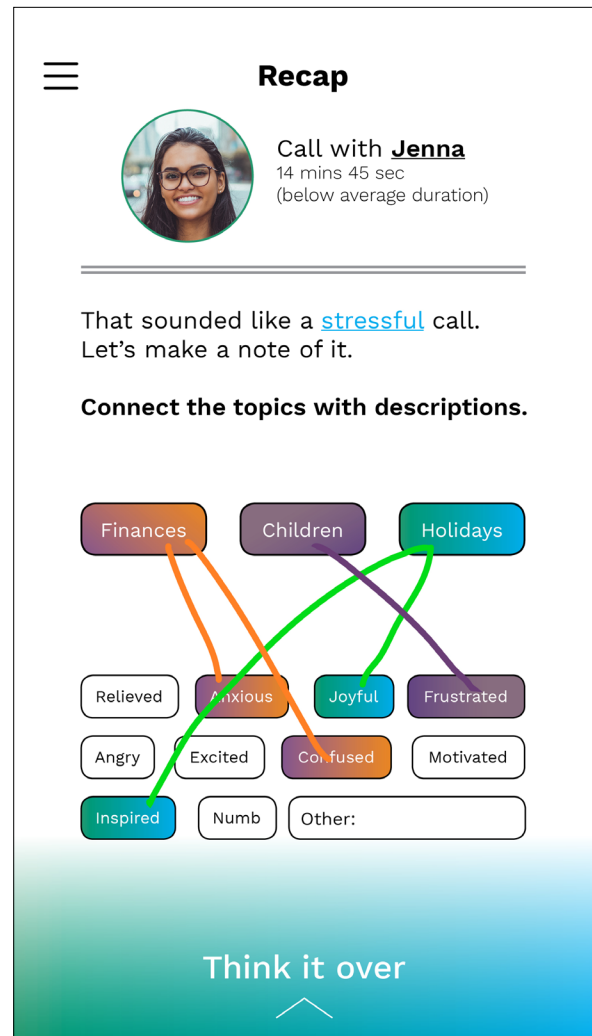 Recap
Call with Jenna
14 mins 45 sec
(below average duration)
That sounded like a stressful call.
Let’s make a note of it.
Connect the topics with descriptions.
Finances Children Holidays
Relieved Anxious Joyful Frustrated
Angry Excited Confused Motivated
Inspired Numb Other:
Think it over